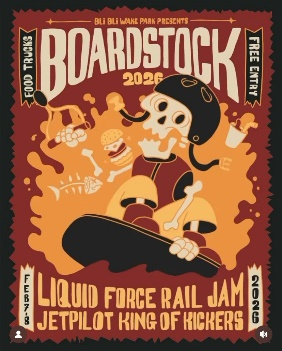 BLI BLI WAKE PARK PRESENTS
BOARDSTOCK
2026
FOOD TRUCKS
FREE ENTRY
FEB 7-8
LIQUID FORCE RAIL JAM
JETPILOT KING OF KICKERS
2026